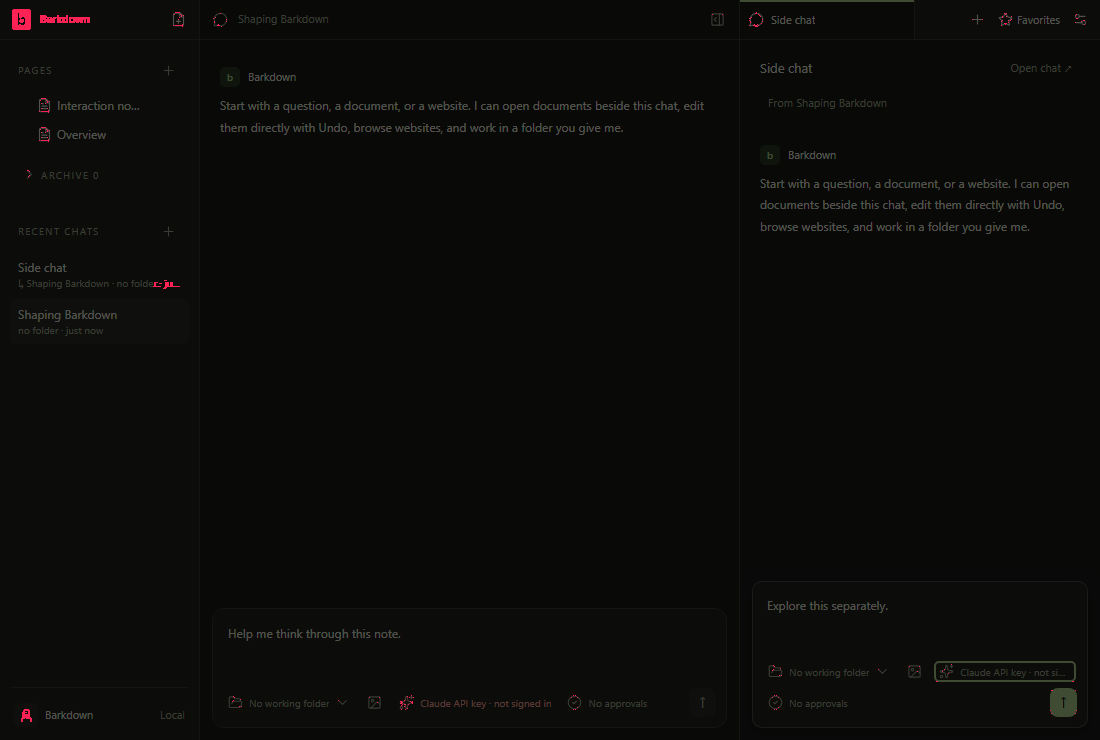 b Barkdown
PAGES
Interaction no...
Overview
ARCHIVE 0
RECENT CHATS
Side chat
↳ Shaping Barkdown · no folder · ju...
Shaping Barkdown
no folder · just now
Barkdown Local
Shaping Barkdown
b Barkdown
Start with a question, a document, or a website. I can open documents beside this chat, edit
them directly with Undo, browse websites, and work in a folder you give me.
Help me think through this note.
No working folder Claude API key · not signed in No approvals
Side chat Favorites
Side chat Open chat ↗
From Shaping Barkdown
b Barkdown
Start with a question, a document, or a website. I can open
documents beside this chat, edit them directly with Undo,
browse websites, and work in a folder you give me.
Explore this separately.
No working folder Claude API key · not si...
No approvals